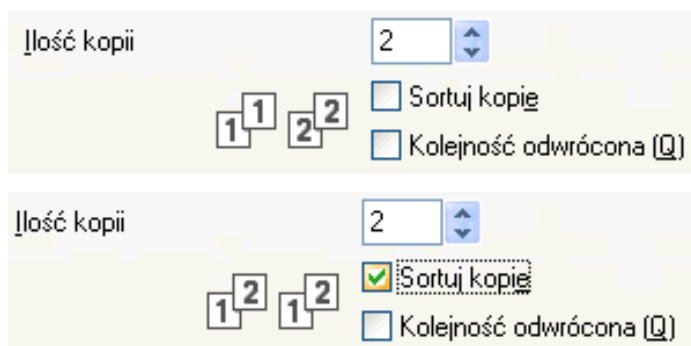 Ilość kopii 2
1 1 2 2 Sortuj kopie
Kolejność odwrócona (Q)
Ilość kopii 2
1 2 1 2 Sortuj kopie
Kolejność odwrócona (Q)